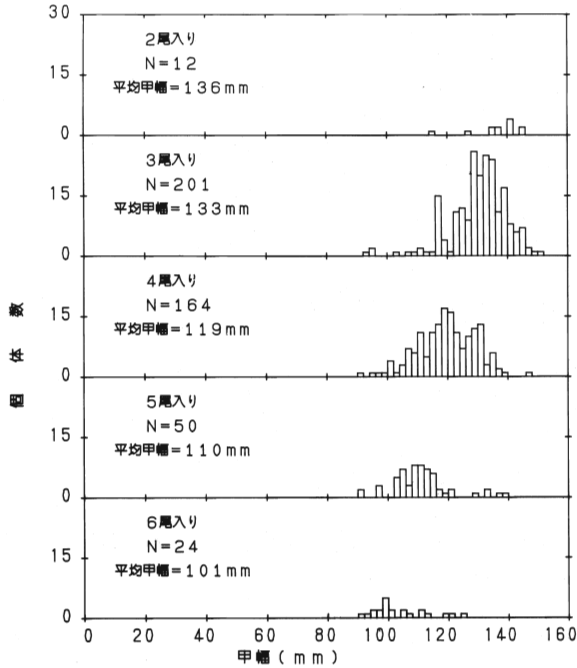 30
2尾入り
N=12
平均甲幅=136mm
15
0
3尾入り
N=201
平均甲幅=133mm
15
0
4尾入り
N=164
平均甲幅=119mm
15
0
5尾入り
N=50
平均甲幅=110mm
15
0
6尾入り
N=24
平均甲幅=101mm
15
0
個体数
0 20 40 60 80 100 120 140 160
甲幅(mm)